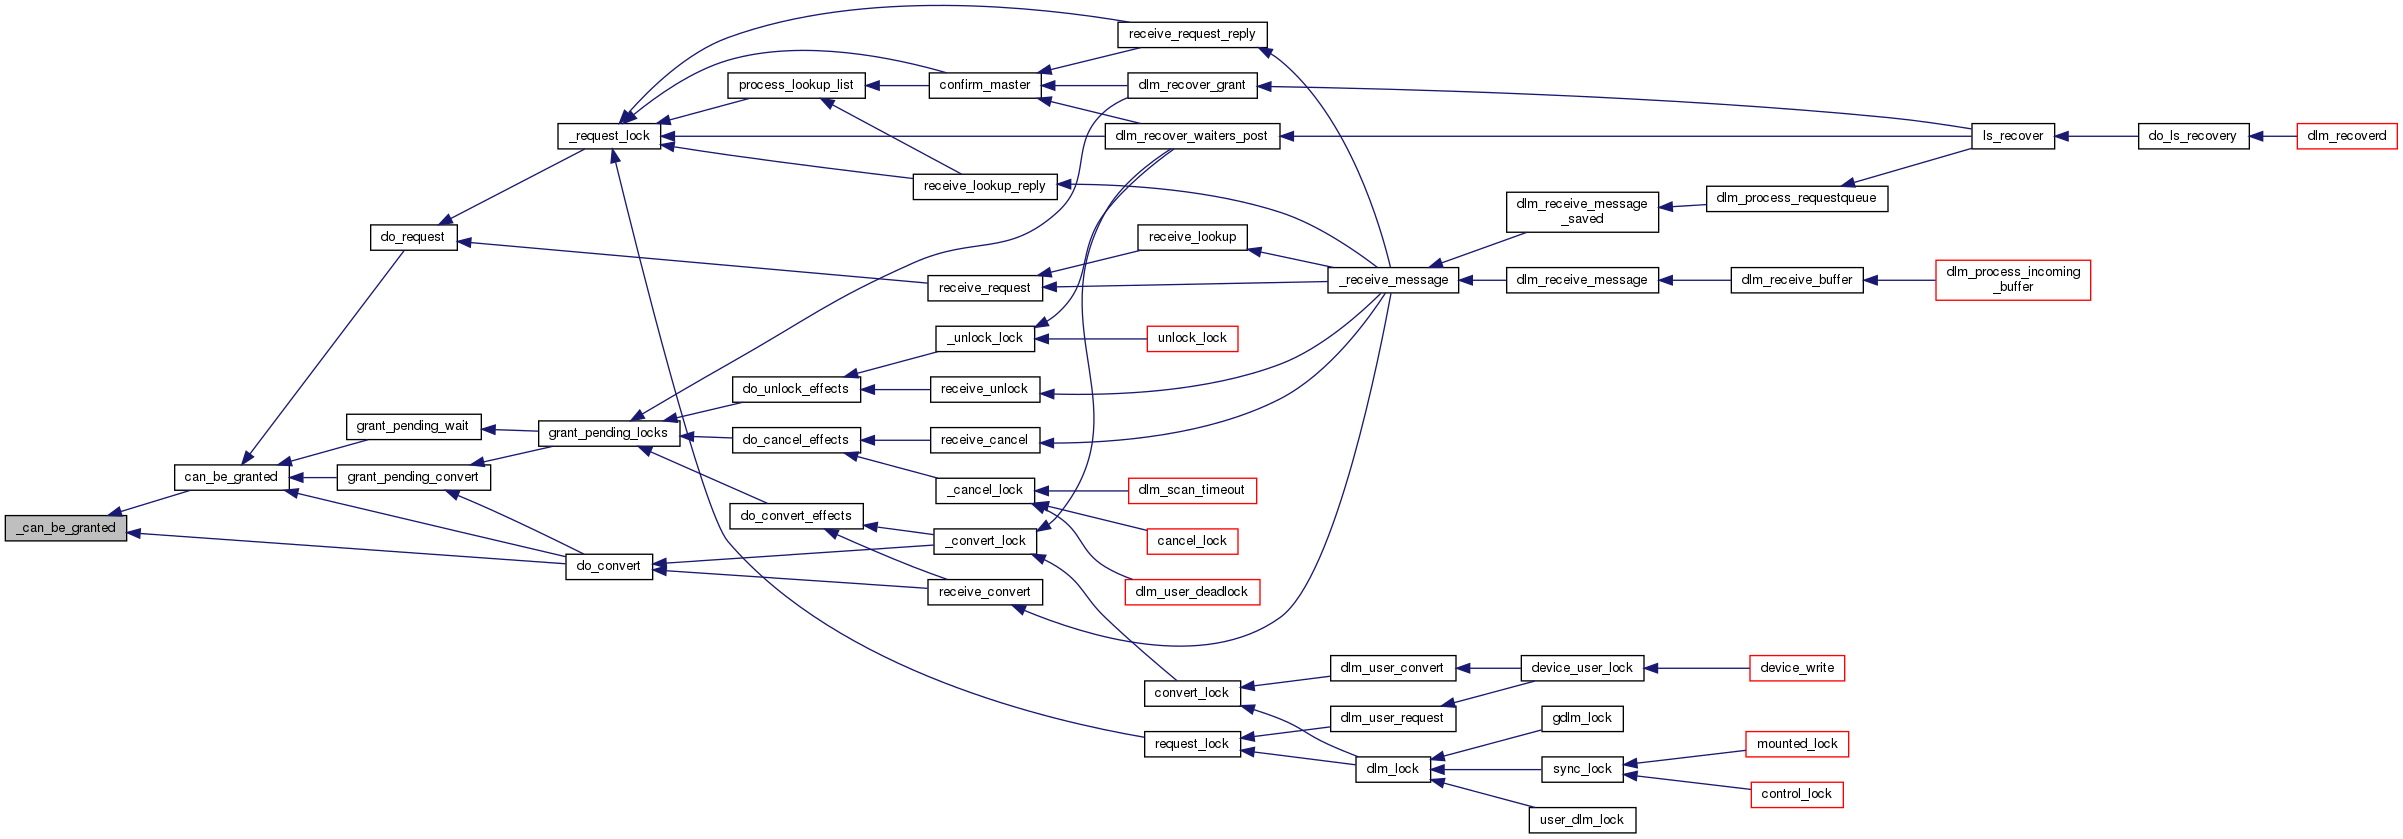 receive_request_reply
process_lookup_list
confirm_master
dlm_recover_grant
_request_lock
dlm_recover_waiters_post
ls_recover
do_ls_recovery
dlm_recoverd
receive_lookup_reply
dlm_receive_message
_saved
dlm_process_requestqueue
do_request
receive_lookup
receive_request
_receive_message
dlm_receive_message
dlm_receive_buffer
dlm_process_incoming
_buffer
_unlock_lock
unlock_lock
do_unlock_effects
receive_unlock
grant_pending_wait
grant_pending_locks
do_cancel_effects
receive_cancel
can_be_granted
grant_pending_convert
_cancel_lock
dlm_scan_timeout
_can_be_granted
do_convert_effects
_convert_lock
cancel_lock
do_convert
receive_convert
dlm_user_deadlock
convert_lock
dlm_user_convert
device_user_lock
device_write
dlm_user_request
gdlm_lock
request_lock
dlm_lock
sync_lock
mounted_lock
control_lock
user_dlm_lock